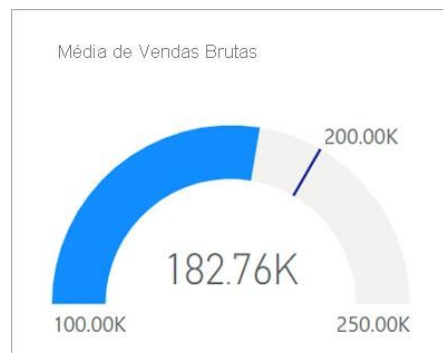 Média de Vendas Brutas
200.00K
182.76K
100.00K
250.00K